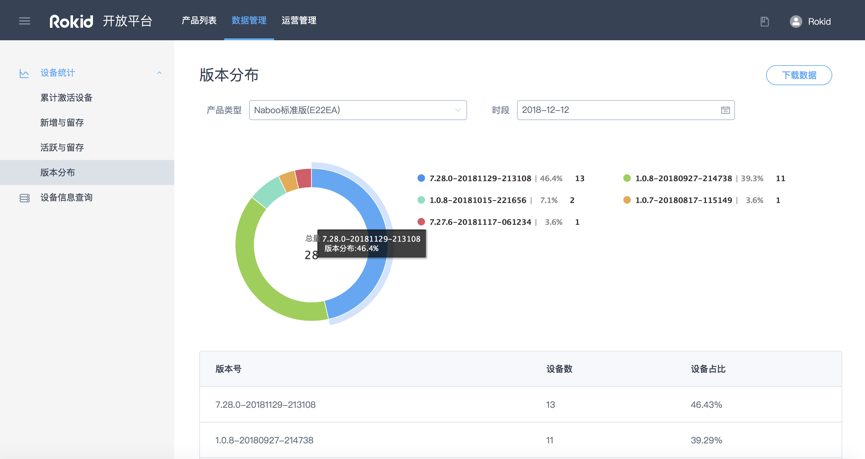 Rokid 开放平台
产品列表 数据管理 运营管理
Rokid
设备统计
累计激活设备
新增与留存
活跃与留存
版本分布
设备信息查询
版本分布
下载数据
产品类型 Naboo标准版(E22EA)
时段 2018-12-12
7.28.0-20181129-213108 | 46.4% 13
1.0.8-20180927-214738 | 39.3% 11
1.0.8-20181015-221656 | 7.1% 2
1.0.7-20180817-115149 | 3.6% 1
7.27.6-20181117-061234 | 3.6% 1
28
7.28.0-20181129-213108
版本分布:46.4%
版本号 设备数 设备占比
7.28.0-20181129-213108 13 46.43%
1.0.8-20180927-214738 11 39.29%